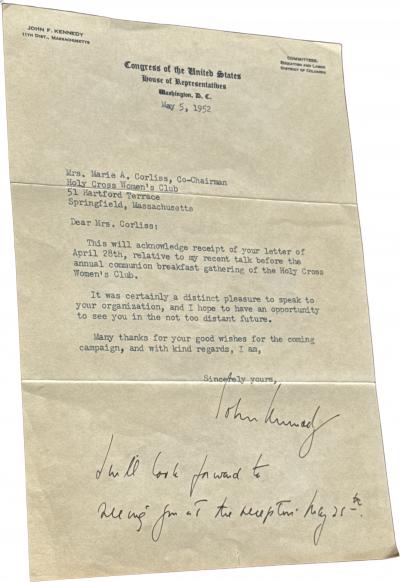 JOHN F. KENNEDY
11TH DIST., MASSACHUSETTS
COMMITTEES:
EDUCATION AND LABOR
DISTRICT OF COLUMBIA
Congress of the United States
House of Representatives
Washington, D. C.
May 5, 1952
Mrs. Marie A. Corliss, Co-Chairman
Holy Cross Women's Club
51 Hartford Terrace
Springfield, Massachusetts
Dear Mrs. Corliss:
This will acknowledge receipt of your letter of
April 28th, relative to my recent talk before the
annual communion breakfast gathering of the Holy Cross
Women's Club.
It was certainly a distinct pleasure to speak to
your organization, and I hope to have an opportunity
to see you in the not too distant future.
Many thanks for your good wishes for the coming
campaign, and with kind regards, I am,
Sincerely yours,
John Kennedy
I will look forward to
seeing you at the reception May 25th.